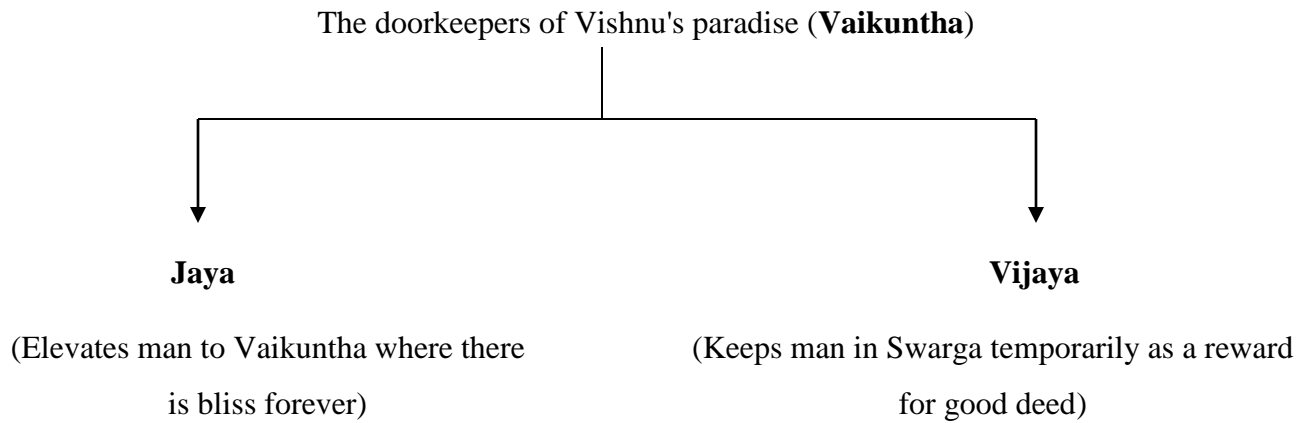 The doorkeepers of Vishnu's paradise (Vaikuntha)
Jaya
(Elevates man to Vaikuntha where there
is bliss forever)
Vijaya
(Keeps man in Swarga temporarily as a reward
for good deed)